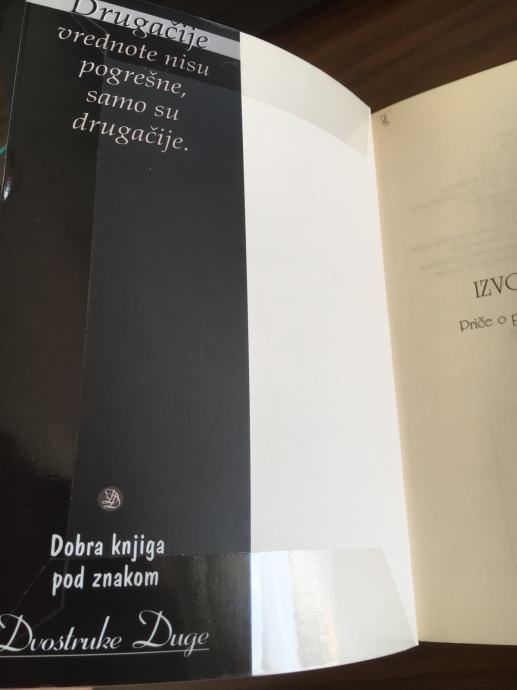 Drugačije
vrednote nisu
pogrešne,
samo su
drugačije.
Dobra knjiga
pod znakom
Dvostruke Duge
IZVO
Priče o p